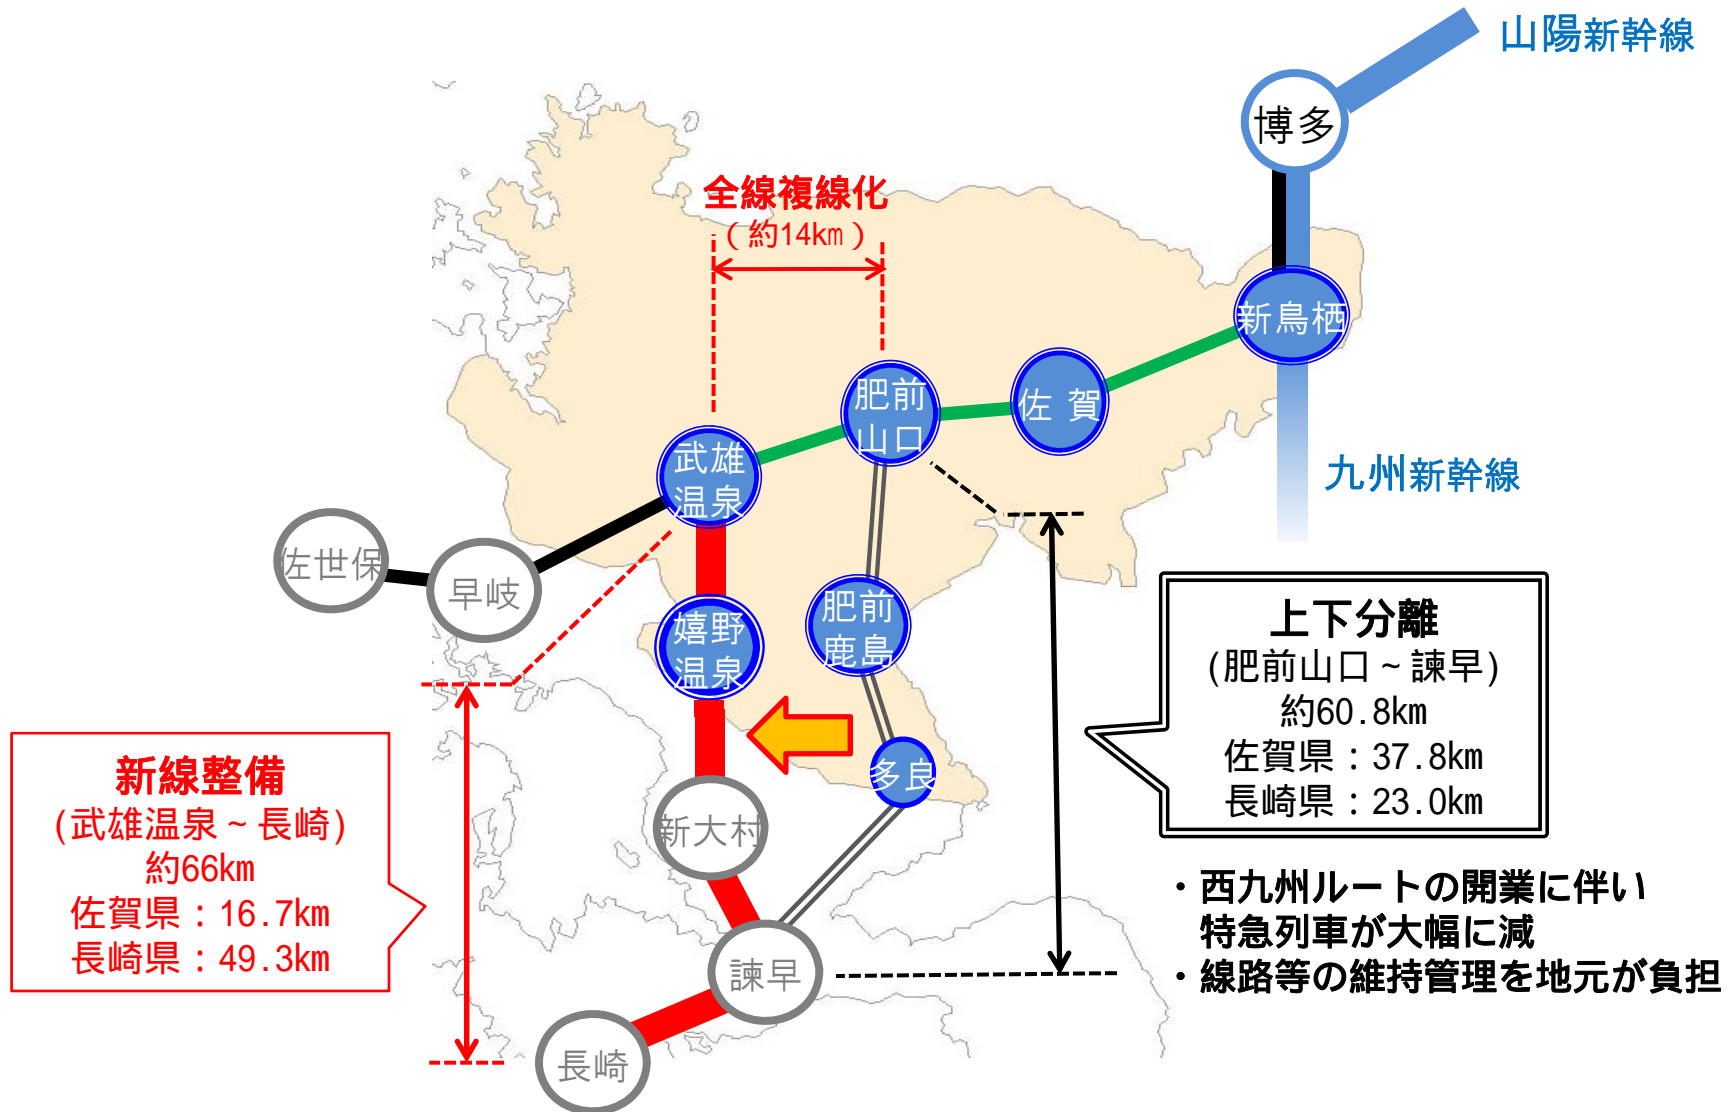 山陽新幹線
博多
全線複線化
（約14km）
新鳥栖
佐 賀
肥前
山口
武雄
温泉
九州新幹線
佐世保
早岐
嬉野
温泉
肥前
鹿島
多良
新大村
諫早
長崎
新線整備
(武雄温泉～長崎)
約66km
佐賀県：16.7km
長崎県：49.3km
上下分離
(肥前山口～諫早)
約60.8km
佐賀県：37.8km
長崎県：23.0km
・西九州ルートの開業に伴い
特急列車が大幅に減
・線路等の維持管理を地元が負担